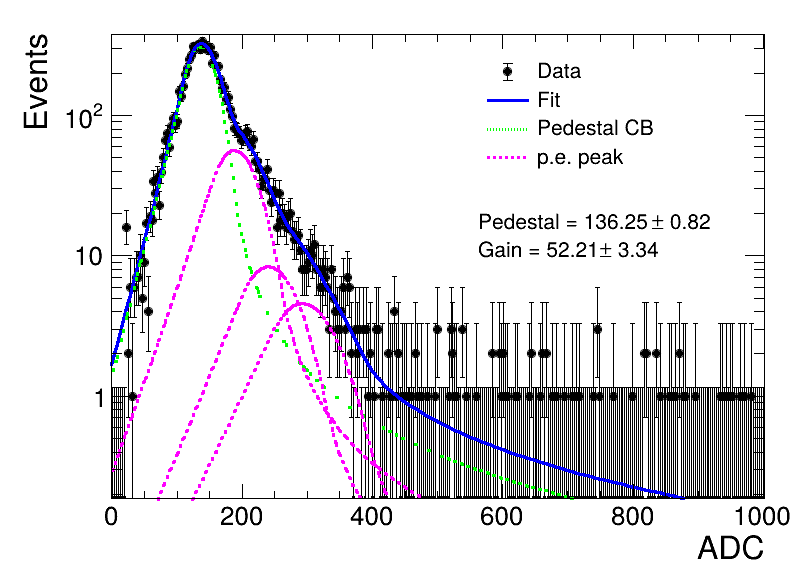 Events
Data
Fit
Pedestal CB
p.e. peak
Pedestal = 136.25 ± 0.82
Gain = 52.21 ± 3.34
10²
10
1
0 200 400 600 800 1000
ADC